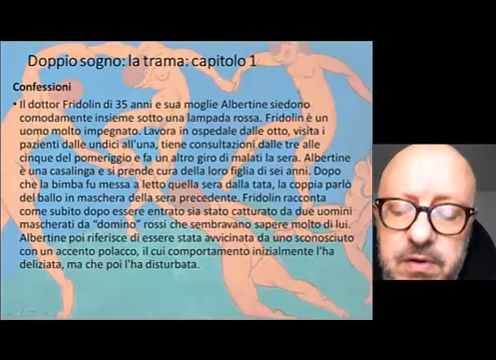 Doppio sogno: la trama: capitolo 1
Confessioni
• Il dottor Fridolin di 35 anni e sua moglie Albertine siedono
comodamente insieme sotto una lampada rossa. Fridolin è un
uomo molto impegnato. Lavora in ospedale dalle otto, visita i
pazienti dalle undici all'una, tiene consultazioni dalle tre alle
cinque del pomeriggio e fa un altro giro di malati la sera. Albertine
è una casalinga e si prende cura della loro figlia di sei anni. Dopo
che la bimba fu messa a letto quella sera dalla tata, la coppia parlò
del ballo in maschera della sera precedente. Fridolin racconta
come subito dopo essere entrato sia stato catturato da due uomini
mascherati da "domino" rossi che sembravano sapere molto di lui.
Albertine poi riferisce di essere stata avvicinata da uno sconosciuto
con un accento polacco, il cui comportamento inizialmente l'ha
deliziata, ma che poi l'ha disturbata.